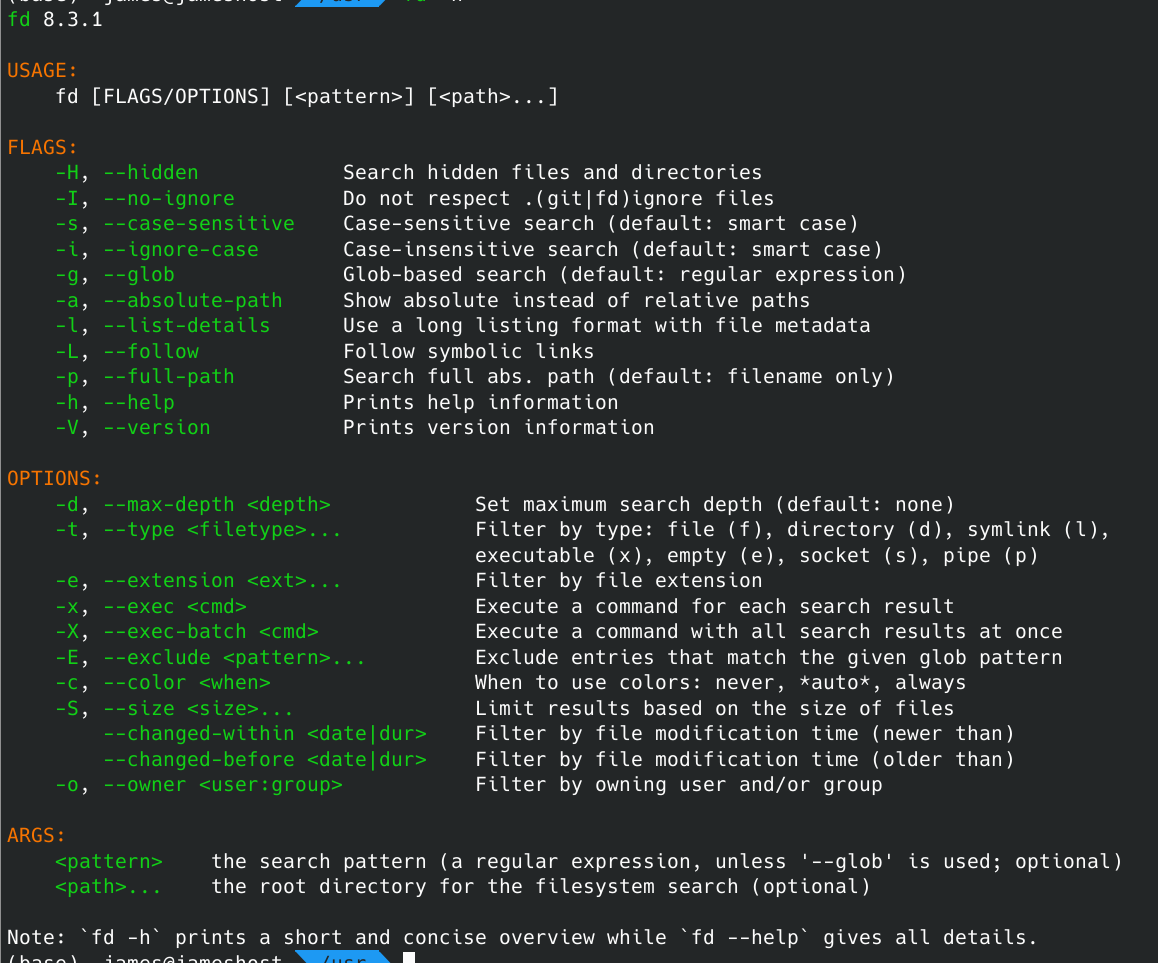 fd 8.3.1
USAGE:
    fd [FLAGS/OPTIONS] [<pattern>] [<path>...]
FLAGS:
    -H, --hidden            Search hidden files and directories
    -I, --no-ignore         Do not respect .(git|fd)ignore files
    -s, --case-sensitive    Case-sensitive search (default: smart case)
    -i, --ignore-case       Case-insensitive search (default: smart case)
    -g, --glob              Glob-based search (default: regular expression)
    -a, --absolute-path     Show absolute instead of relative paths
    -l, --list-details      Use a long listing format with file metadata
    -L, --follow            Follow symbolic links
    -p, --full-path         Search full abs. path (default: filename only)
    -h, --help              Prints help information
    -V, --version           Prints version information
OPTIONS:
    -d, --max-depth <depth>            Set maximum search depth (default: none)
    -t, --type <filetype>...           Filter by type: file (f), directory (d), symlink (l),
                                       executable (x), empty (e), socket (s), pipe (p)
    -e, --extension <ext>...           Filter by file extension
    -x, --exec <cmd>                   Execute a command for each search result
    -X, --exec-batch <cmd>             Execute a command with all search results at once
    -E, --exclude <pattern>...         Exclude entries that match the given glob pattern
    -c, --color <when>                 When to use colors: never, *auto*, always
    -S, --size <size>...               Limit results based on the size of files
        --changed-within <date|dur>    Filter by file modification time (newer than)
        --changed-before <date|dur>    Filter by file modification time (older than)
    -o, --owner <user:group>           Filter by owning user and/or group
ARGS:
    <pattern>    the search pattern (a regular expression, unless '--glob' is used; optional)
    <path>...    the root directory for the filesystem search (optional)
Note: `fd -h` prints a short and concise overview while `fd --help` gives all details.
(base) james@jameshost /usr